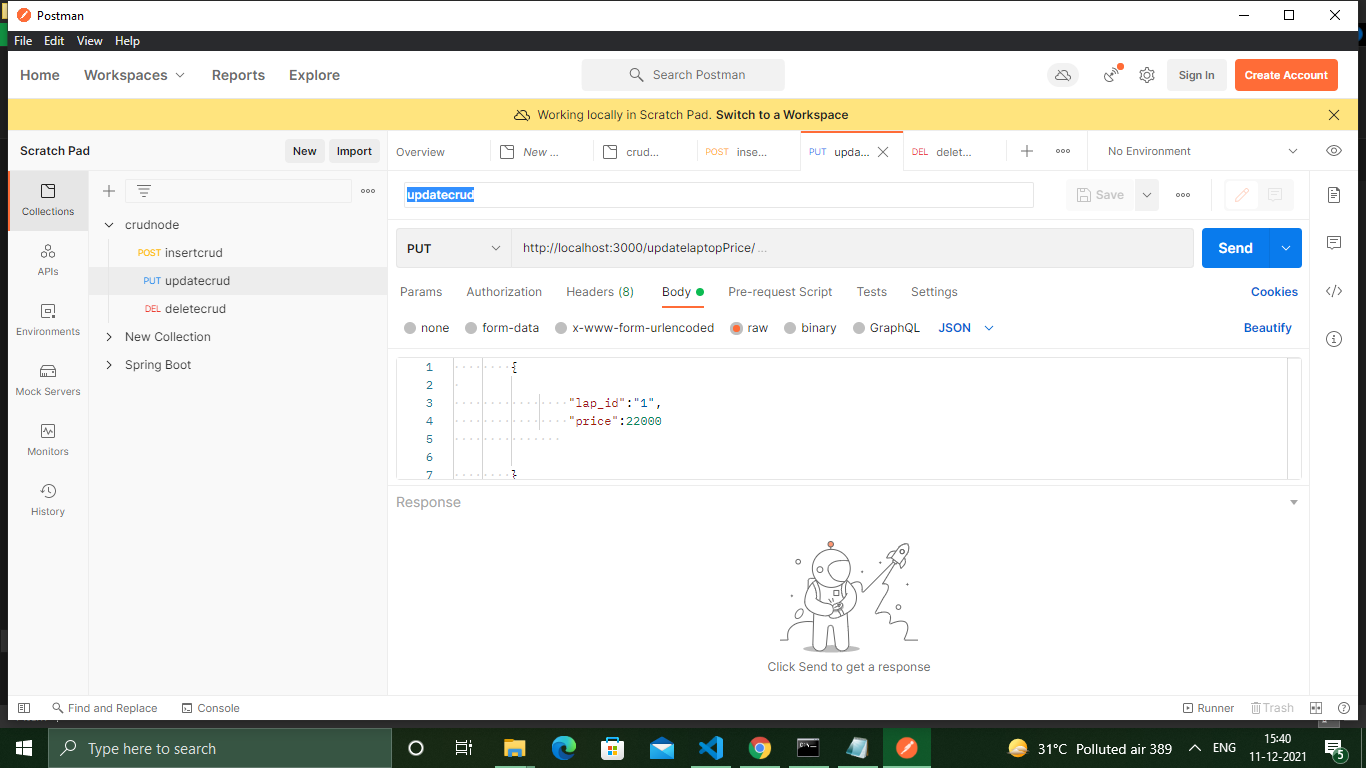 Postman
File Edit View Help
Home Workspaces Reports Explore Search Postman Sign In Create Account
Working locally in Scratch Pad. Switch to a Workspace
Scratch Pad New Import
Overview New ... crud... POST inse... PUT upda... DEL delet... No Environment
Collections
APIs
Environments
Mock Servers
Monitors
History
crudnode
POST insertcrud
PUT updatecrud
DEL deletecrud
New Collection
Spring Boot
updatecrud Save
PUT http://localhost:3000/updatelaptopPrice/ ... Send
Params Authorization Headers (8) Body Pre-request Script Tests Settings Cookies
none form-data x-www-form-urlencoded raw binary GraphQL JSON Beautify
1 {
2
3 "lap_id":"1",
4 "price":22000
5
6
7 }
Response
Click Send to get a response
Find and Replace Console Runner Trash
Type here to search 31°C Polluted air 389 ENG 15:40
11-12-2021 5